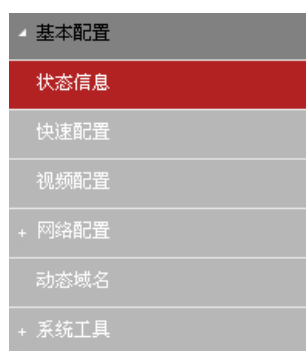 基本配置
状态信息
快速配置
视频配置
+ 网络配置
动态域名
+ 系统工具